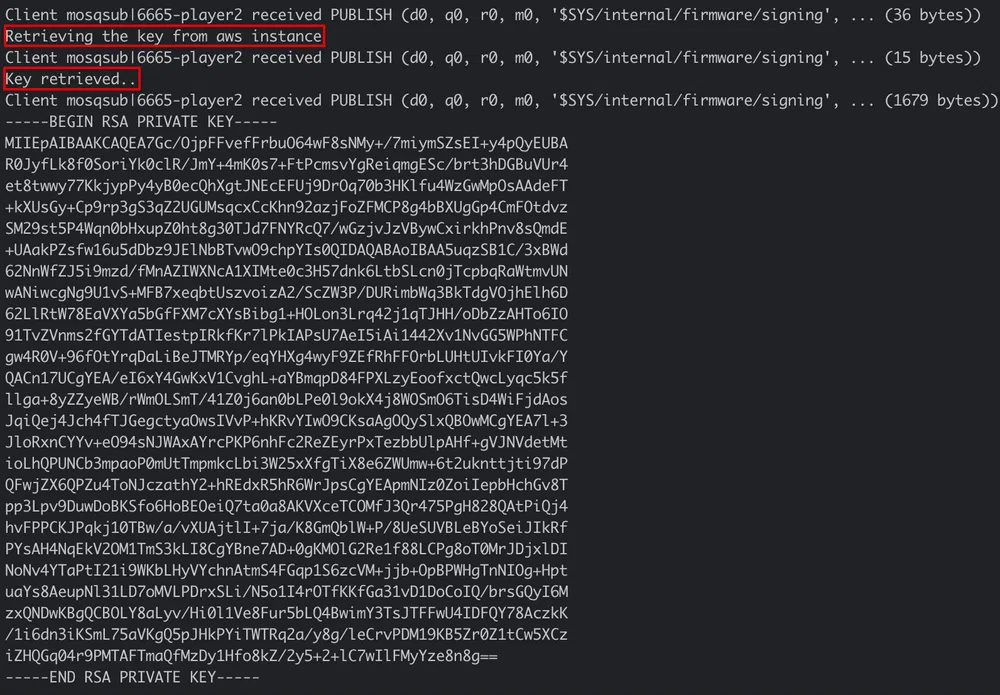 Client mosqsub|6665-player2 received PUBLISH (d0, q0, r0, m0, '$SYS/internal/firmware/signing', ... (36 bytes))
Retrieving the key from aws instance
Client mosqsub|6665-player2 received PUBLISH (d0, q0, r0, m0, '$SYS/internal/firmware/signing', ... (15 bytes))
Key retrieved..
Client mosqsub|6665-player2 received PUBLISH (d0, q0, r0, m0, '$SYS/internal/firmware/signing', ... (1679 bytes))
-----BEGIN RSA PRIVATE KEY-----
MIIEpAIBAAKCAQEA7Gc/OjpFFvefFrbuO64wF8sNMy+/7miymSZsEI+y4pQyEUBA
R0JyfLk8f0SoriYk0clR/JmY+4mK0s7+FtPcmsvYgReiqmgESc/brt3hDGBuVUr4
et8twwy77KkjypPy4yB0ecQhXgtJNEcEFUj9DrOq70b3HKlfu4WzGwMpOsAAdeFT
+kXUsGy+Cp9rp3gS3qZ2UGUMsqcxCcKhn92azjFoZFMCP8g4bBXUgGp4CmFOtdvz
SM29st5P4Wqn0bHxupZ0ht8g30TJd7FNYRcQ7/wGzjvJzVBywCxirkhPnv8sQmdE
+UAakPZsfw16u5dDbz9JElNbBTvwO9chpYIs0QIDAQABAoIBAA5uqzSB1C/3xBWd
62NnWfZJ5i9mzd/fMnAZIWXNcA1XIMte0c3H57dnk6LtbSLcn0jTcpbqRaWtmvUN
wANiwcgNg9U1vS+MFB7xeqbtUszvoizA2/ScZW3P/DURimbWq3BkTdgVOjhElh6D
62LlRtW78EaVXYa5bGfFXM7cXYsBibg1+HOLon3Lrq42j1qTJHH/oDbZzAHTo6IO
91TvZVnms2fGYTdATIestpIRkfKr7lPkIAPsU7AeI5iAi1442Xv1NvGG5WPhNTFC
gw4R0V+96fOtYrqDaLiBeJTMRYp/eqYHXg4wyF9ZEfRhFFOrbLUHtUIvkFI0Ya/Y
QACn17UCgYEA/eI6xY4GwKxV1CvghL+aYBmqpD84FPXLzyEoofxctQwcLyqc5k5f
llga+8yZZyeWB/rWmOLSmT/41Z0j6an0bLPe0l9okX4j8WOSmO6TisD4WiFjdAos
JqiQej4Jch4fTJGegctyaOwsIVvP+hKRvYIwO9CKsaAgOQySlxQBOwMCgYEA7l+3
JloRxnCYYv+eO94sNJWAxAYrcPKP6nhFc2ReZEyrPxTezbbUlpAHf+gVJNVdetMt
ioLhQPUNCb3mpaoP0mUtTmpmkcLbi3W25xXfgTiX8e6ZWUmw+6t2uknttjti97dP
QFwjZX6QPZu4ToNJczathY2+hREdxR5hR6WrJpsCgYEApmNIz0ZoiIepbHchGv8T
pp3Lpv9DuwDoBKSfo6HoBEOeiQ7ta0a8AKVXceTCOMfJ3Qr475PgH828QAtPiQj4
hvFPPCKJPqkj10TBw/a/vXUAjtlI+7ja/K8GmQblW+P/8UeSUVBLeBYoSeiJIkRf
PYsAH4NqEkV2OM1TmS3kLI8CgYBne7AD+0gKMOlG2Re1f88LCPg8oT0MrJDjxlDI
NoNv4YTaPtI21i9WKbLHyVYchnAtmS4FGqp1S6zcVM+jjb+OpBPWHgTnNIOg+Hpt
uaYs8AeupNl31LD7oMVLPDrxSLi/N5o1I4rOTfKKfGa31vD1DoCoIQ/brsGQyI6M
zxQNDwKBgQCBOLY8aLyv/Hi0l1Ve8Fur5bLQ4BwimY3TsJTFFwU4IDFQY78AczkK
/1i6dn3iKSmL75aVKgQ5pJHkPYiTWTRq2a/y8g/leCrvPDM19KB5Zr0Z1tCw5XCz
iZHQGq04r9PMTAFTmaQfMzDy1Hfo8kZ/2y5+2+lC7wIlFMyYze8n8g==
-----END RSA PRIVATE KEY-----